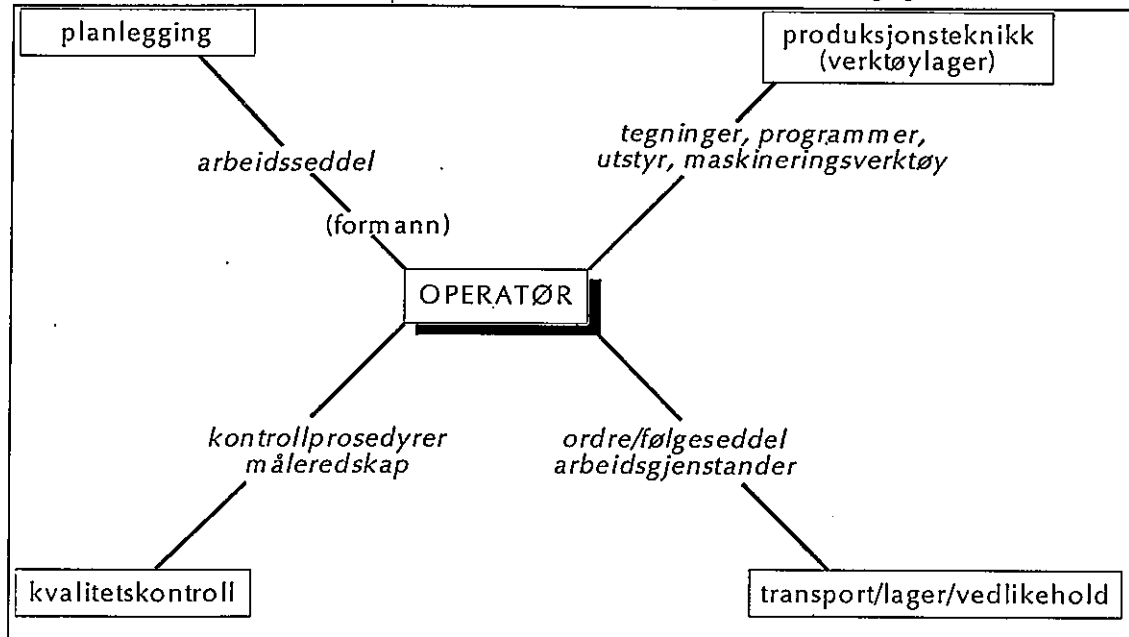 planlegging
produksjonsteknikk
(verktøylager)
arbeidsseddel
tegninger, programmer,
utstyr, maskineringsverktøy
(formann)
OPERATØR
kontrollprosedyrer
måleredskap
ordre/følgeseddel
arbeidsgjenstander
kvalitetskontroll
transport/lager/vedlikehold